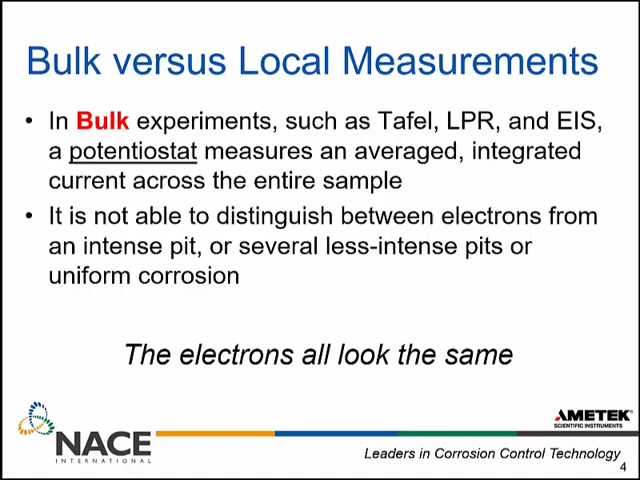 Bulk versus Local Measurements
• In Bulk experiments, such as Tafel, LPR, and EIS,
a potentiostat measures an averaged, integrated
current across the entire sample
• It is not able to distinguish between electrons from
an intense pit, or several less-intense pits or
uniform corrosion
The electrons all look the same
NACE
INTERNATIONAL
AMETEK®
SCIENTIFIC INSTRUMENTS
Leaders in Corrosion Control Technology
4